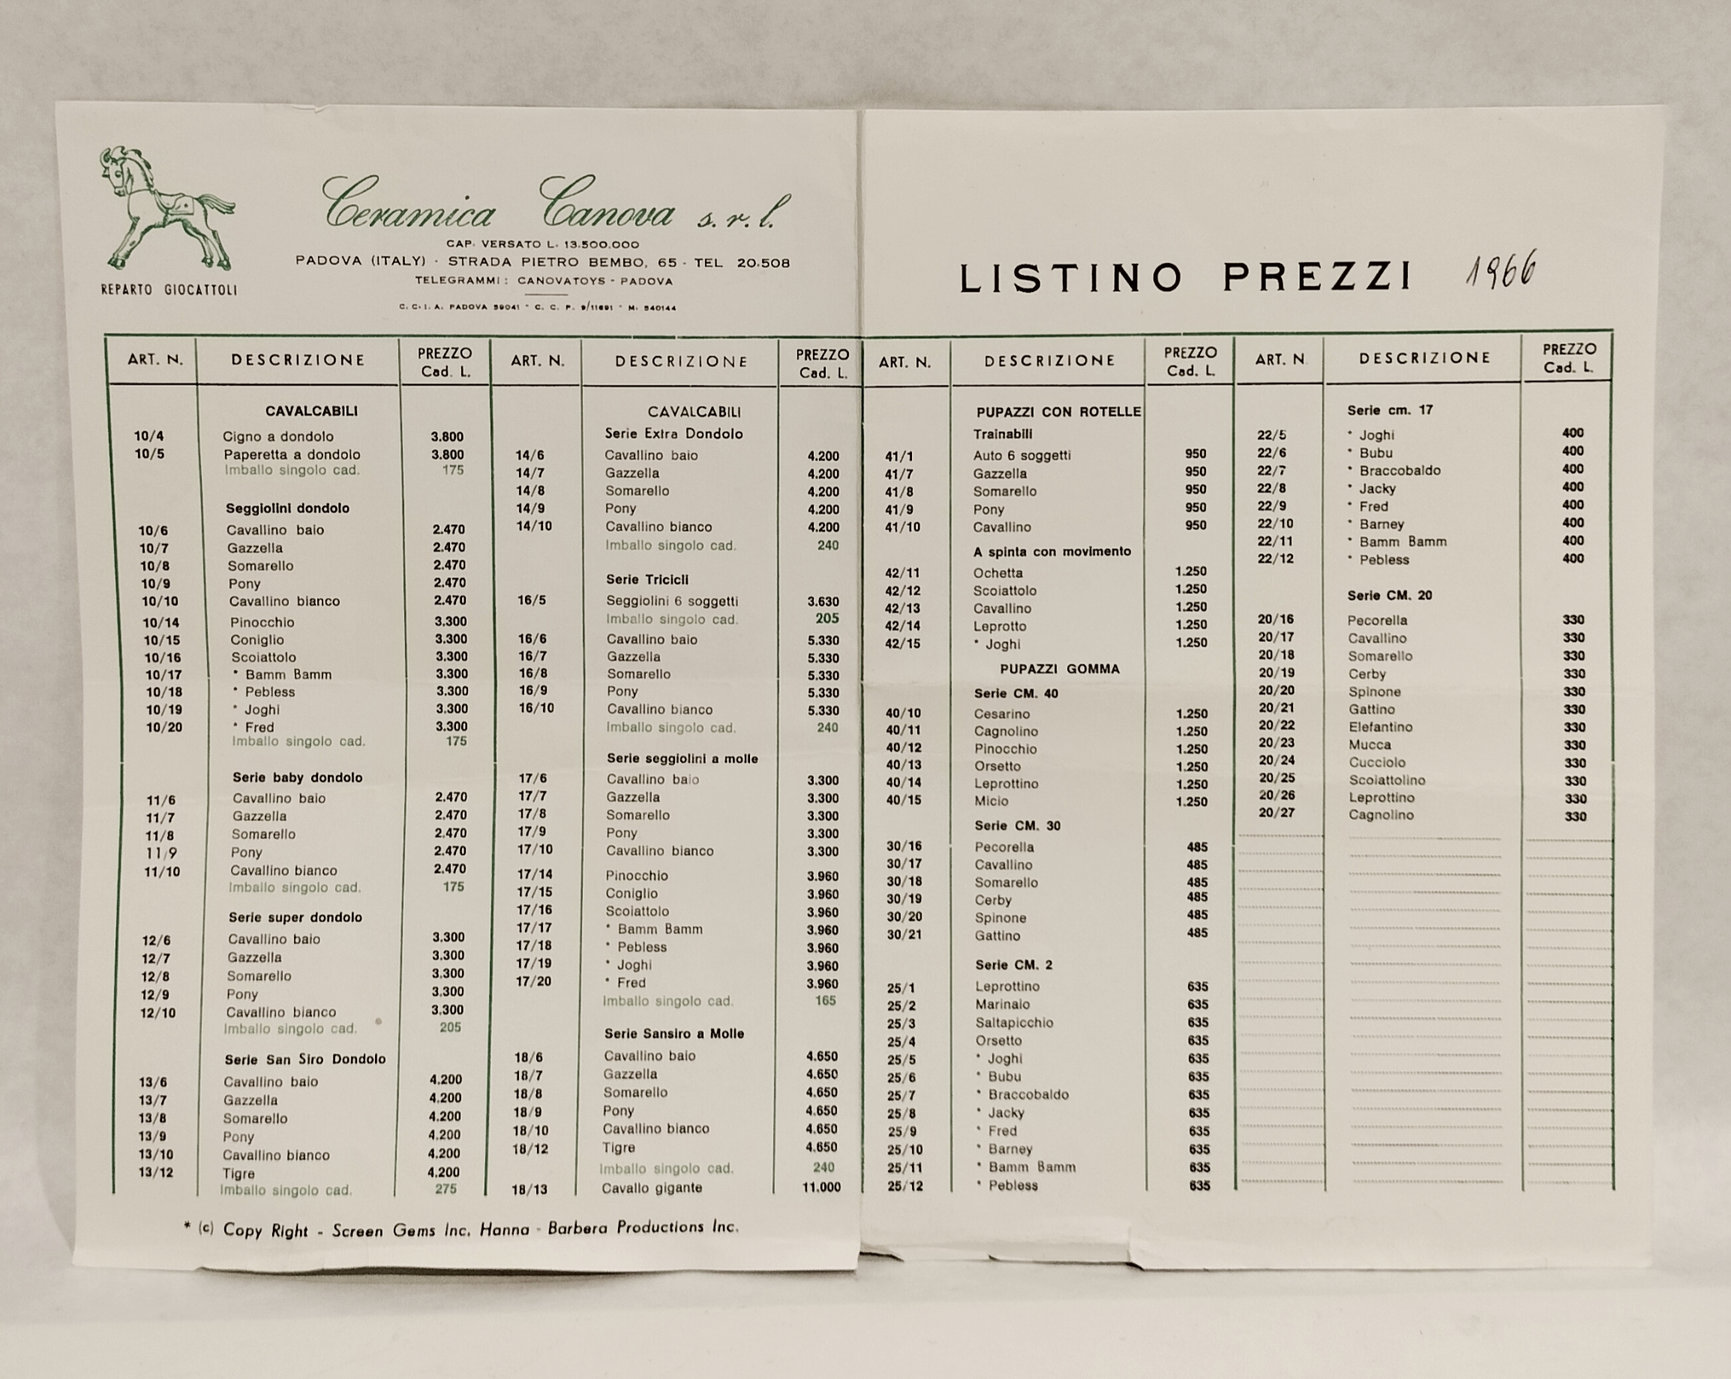 Ceramica Canova s.r.l.
CAP. VERSATO L. 13.500.000
PADOVA (ITALY) · STRADA PIETRO BEMBO, 65 · TEL 20.508
TELEGRAMMI: CANOVATOYS - PADOVA
C.C.I.A. PADOVA 59041 - C. C. P. 9/11691 - M. 540144
REPARTO GIOCATTOLI
LISTINO PREZZI 1966
ART. N. DESCRIZIONE PREZZO Cad. L.
CAVALCABILI
10/4 Cigno a dondolo 3.800
10/5 Paperetta a dondolo 3.800
Imballo singolo cad. 175
Seggiolini dondolo
10/6 Cavallino baio 2.470
10/7 Gazzella 2.470
10/8 Somarello 2.470
10/9 Pony 2.470
10/10 Cavallino bianco 2.470
10/14 Pinocchio 3.300
10/15 Coniglio 3.300
10/16 Scoiattolo 3.300
10/17 * Bamm Bamm 3.300
10/18 * Pebless 3.300
10/19 * Joghi 3.300
10/20 * Fred 3.300
Imballo singolo cad. 175
Serie baby dondolo
11/6 Cavallino baio 2.470
11/7 Gazzella 2.470
11/8 Somarello 2.470
11/9 Pony 2.470
11/10 Cavallino bianco 2.470
Imballo singolo cad. 175
Serie super dondolo
12/6 Cavallino baio 3.300
12/7 Gazzella 3.300
12/8 Somarello 3.300
12/9 Pony 3.300
12/10 Cavallino bianco 3.300
Imballo singolo cad. 205
Serie San Siro Dondolo
13/6 Cavallino baio 4.200
13/7 Gazzella 4.200
13/8 Somarello 4.200
13/9 Pony 4.200
13/10 Cavallino bianco 4.200
13/12 Tigre 4.200
Imballo singolo cad. 275
ART. N. DESCRIZIONE PREZZO Cad. L.
CAVALCABILI
Serie Extra Dondolo
14/6 Cavallino baio 4.200
14/7 Gazzella 4.200
14/8 Somarello 4.200
14/9 Pony 4.200
14/10 Cavallino bianco 4.200
Imballo singolo cad. 240
Serie Tricicli
16/5 Seggiolini 6 soggetti 3.630
Imballo singolo cad. 205
16/6 Cavallino baio 5.330
16/7 Gazzella 5.330
16/8 Somarello 5.330
16/9 Pony 5.330
16/10 Cavallino bianco 5.330
Imballo singolo cad. 240
Serie seggiolini a molle
17/6 Cavallino baio 3.300
17/7 Gazzella 3.300
17/8 Somarello 3.300
17/9 Pony 3.300
17/10 Cavallino bianco 3.300
17/14 Pinocchio 3.960
17/15 Coniglio 3.960
17/16 Scoiattolo 3.960
17/17 * Bamm Bamm 3.960
17/18 * Pebless 3.960
17/19 * Joghi 3.960
17/20 * Fred 3.960
Imballo singolo cad. 165
Serie Sansiro a Molle
18/6 Cavallino baio 4.650
18/7 Gazzella 4.650
18/8 Somarello 4.650
18/9 Pony 4.650
18/10 Cavallino bianco 4.650
18/12 Tigre 4.650
Imballo singolo cad. 240
18/13 Cavallo gigante 11.000
ART. N. DESCRIZIONE PREZZO Cad. L.
PUPAZZI CON ROTELLE
Trainabili
41/1 Auto 6 soggetti 950
41/7 Gazzella 950
41/8 Somarello 950
41/9 Pony 950
41/10 Cavallino 950
A spinta con movimento
42/11 Ochetta 1.250
42/12 Scoiattolo 1.250
42/13 Cavallino 1.250
42/14 Leprotto 1.250
42/15 * Joghi 1.250
PUPAZZI GOMMA
Serie CM. 40
40/10 Cesarino 1.250
40/11 Cagnolino 1.250
40/12 Pinocchio 1.250
40/13 Orsetto 1.250
40/14 Leprottino 1.250
40/15 Micio 1.250
Serie CM. 30
30/16 Pecorella 485
30/17 Cavallino 485
30/18 Somarello 485
30/19 Cerby 485
30/20 Spinone 485
30/21 Gattino 485
Serie CM. 2
25/1 Leprottino 635
25/2 Marinaio 635
25/3 Saltapicchio 635
25/4 Orsetto 635
25/5 * Joghi 635
25/6 * Bubu 635
25/7 * Braccobaldo 635
25/8 * Jacky 635
25/9 * Fred 635
25/10 * Barney 635
25/11 * Bamm Bamm 635
25/12 * Pebless 635
ART. N DESCRIZIONE PREZZO Cad. L.
Serie cm. 17
22/5 * Joghi 400
22/6 * Bubu 400
22/7 * Braccobaldo 400
22/8 * Jacky 400
22/9 * Fred 400
22/10 * Barney 400
22/11 * Bamm Bamm 400
22/12 * Pebless 400
Serie CM. 20
20/16 Pecorella 330
20/17 Cavallino 330
20/18 Somarello 330
20/19 Cerby 330
20/20 Spinone 330
20/21 Gattino 330
20/22 Elefantino 330
20/23 Mucca 330
20/24 Cucciolo 330
20/25 Scoiattolino 330
20/26 Leprottino 330
20/27 Cagnolino 330
* (c) Copy Right - Screen Gems Inc. Hanna - Barbera Productions Inc.